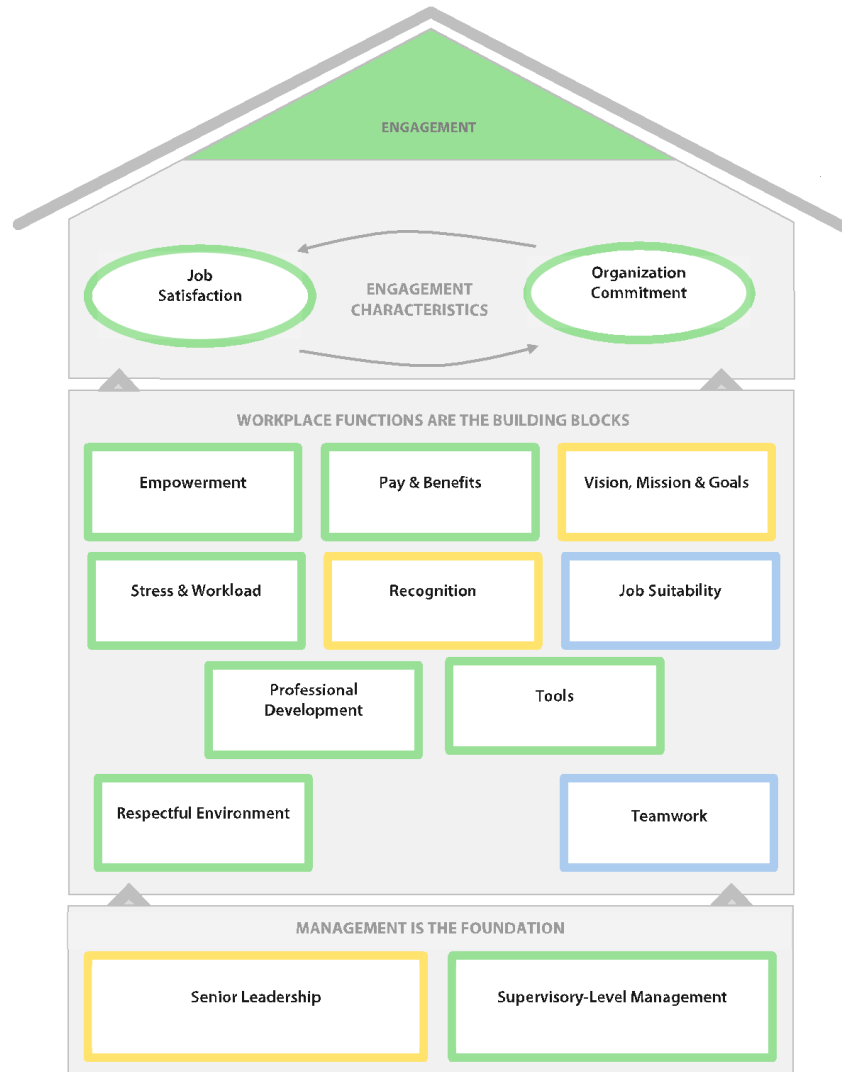 ENGAGEMENT
Job
Satisfaction
ENGAGEMENT
CHARACTERISTICS
Organization
Commitment
WORKPLACE FUNCTIONS ARE THE BUILDING BLOCKS
Empowerment
Pay & Benefits
Vision, Mission & Goals
Stress & Workload
Recognition
Job Suitability
Professional
Development
Tools
Respectful Environment
Teamwork
MANAGEMENT IS THE FOUNDATION
Senior Leadership
Supervisory-Level Management